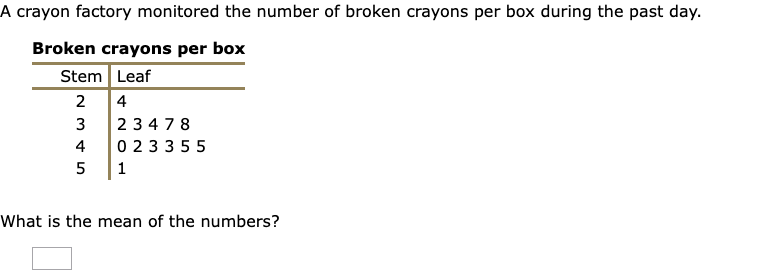 A crayon factory monitored the number of broken crayons per box during the past day.
Broken crayons per box
Stem Leaf
2 4
3 2 3 4 7 8
4 0 2 3 3 5 5
5 1
What is the mean of the numbers?